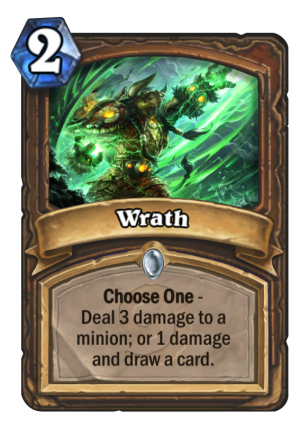 2
Wrath
Choose One -
Deal 3 damage to a
minion; or 1 damage
and draw a card.